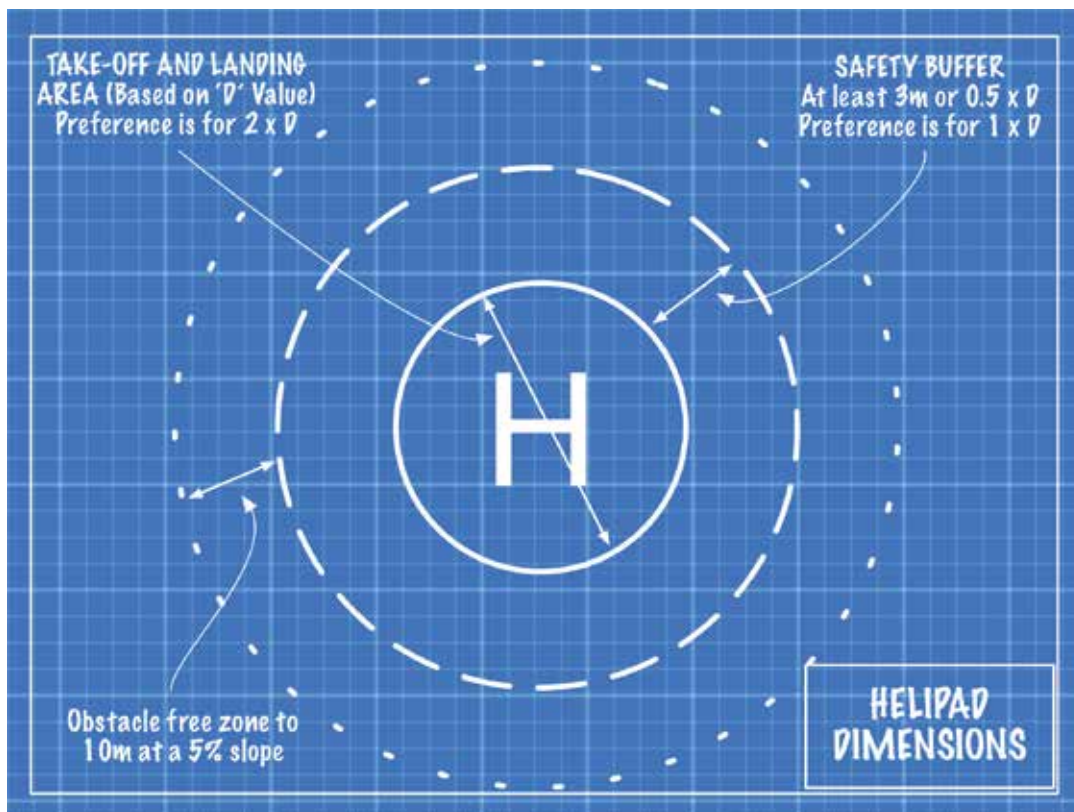 TAKE-OFF AND LANDING
AREA (Based on 'D' Value)
Preference is for 2 x D
SAFETY BUFFER
At least 3m or 0.5 x D
Preference is for 1 x D
H
Obstacle free zone to
10m at a 5% slope
HELIPAD
DIMENSIONS